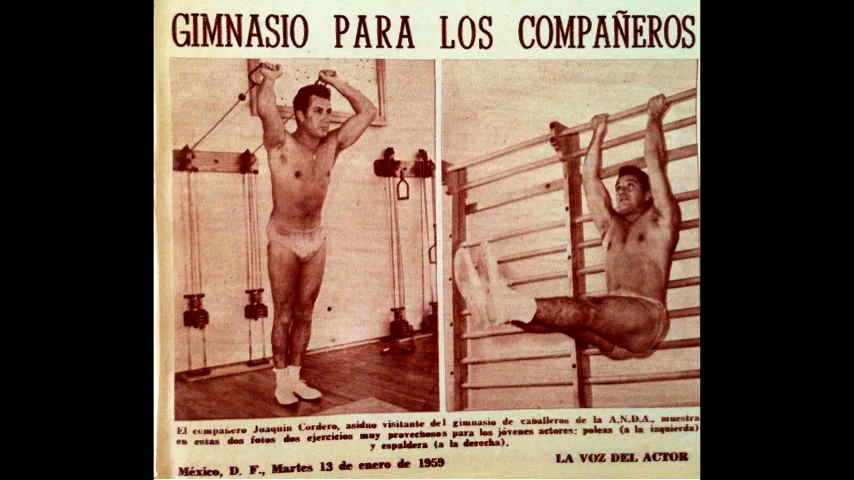 GIMNASIO PARA LOS COMPAÑEROS
El compañero Joaquín Cordero, asiduo visitante del gimnasio de caballeros de la A.N.D.A., muestra
en estas dos fotos dos ejercicios muy provechosos para los jóvenes actores: poleas (a la izquierda)
y espaldera (a la derecha).
México, D. F., Martes 13 de enero de 1959
LA VOZ DEL ACTOR